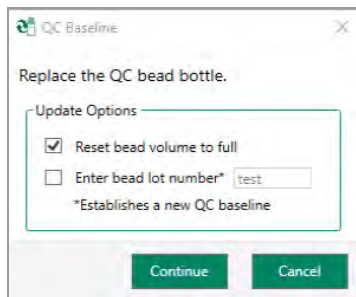 QC Baseline
Replace the QC bead bottle.
Update Options
Reset bead volume to full
Enter bead lot number* test
*Establishes a new QC baseline
Continue Cancel